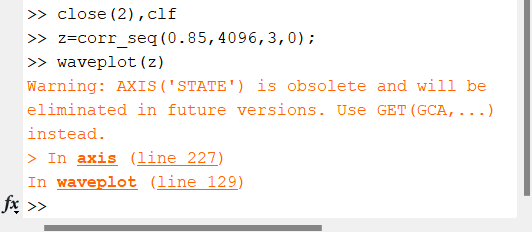 >> close(2),clf
>> z=corr_seq(0.85,4096,3,0);
>> waveplot(z)
Warning: AXIS('STATE') is obsolete and will be
eliminated in future versions. Use GET(GCA,...)
instead.
> In axis (line 227)
In waveplot (line 129)
fx >>